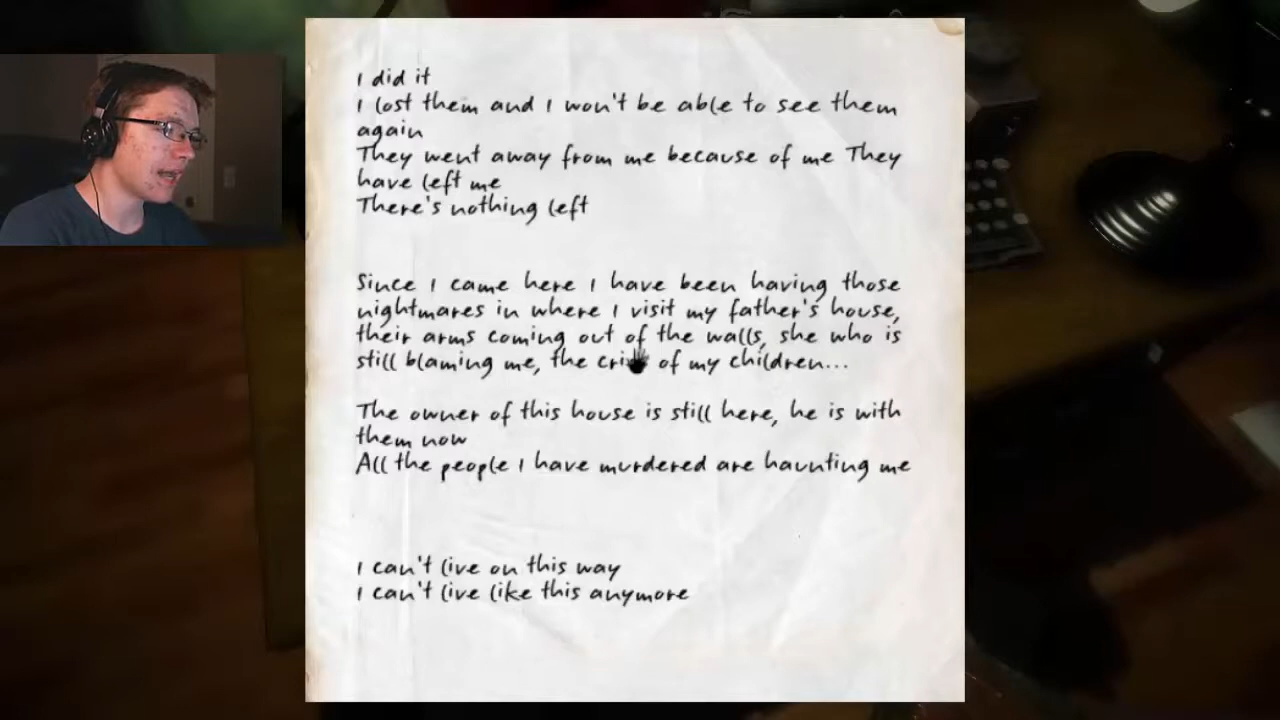 I did it
I lost them and I won't be able to see them
again
They went away from me because of me They
have left me
There's nothing left
Since I came here I have been having those
nightmares in where I visit my father's house,
their arms coming out of the walls, she who is
still blaming me, the of my children...
The owner of this house is still here, he is with
them now
All the people I have murdered are haunting me
I can't live on this way
I can't live like this anymore